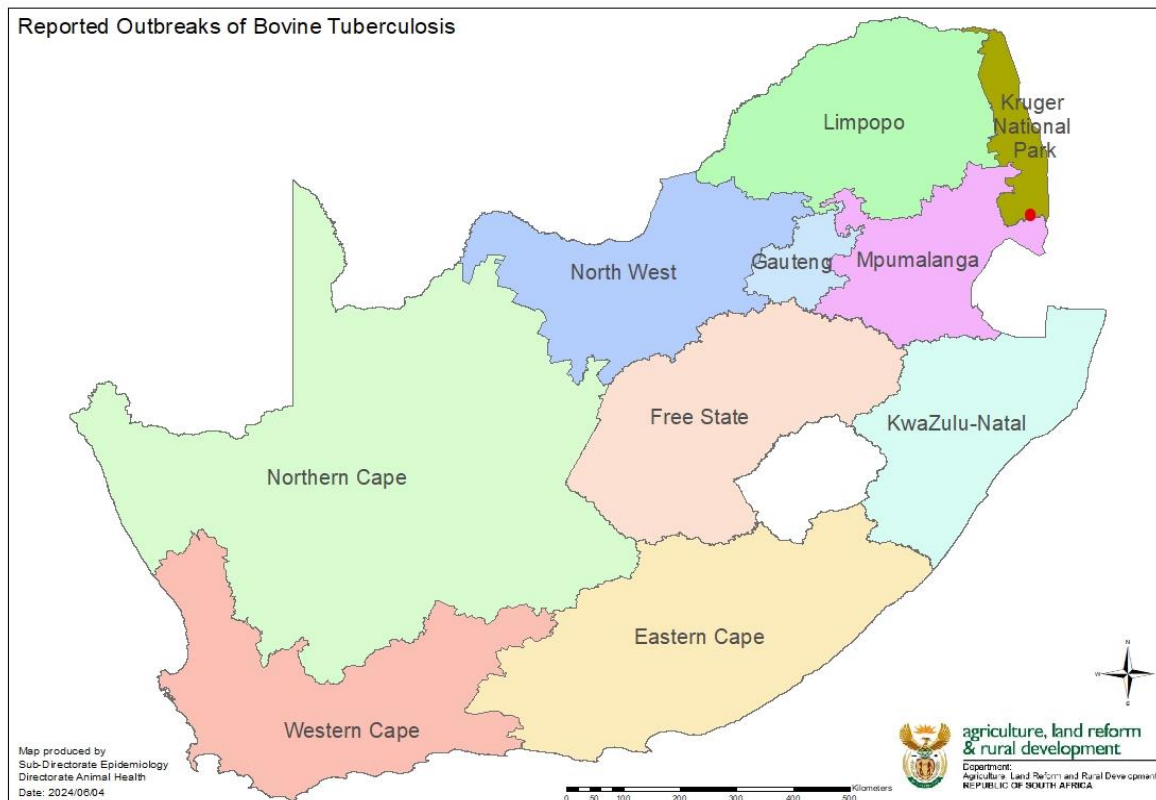 Reported Outbreaks of Bovine Tuberculosis
Limpopo
Kruger
National
Park
North West
Gauteng
Mpumalanga
Free State
KwaZulu-Natal
Northern Cape
Eastern Cape
Western Cape
N
W
S
Map produced by
Sub-Directorate Epidemiology
Directorate Animal Health
Date: 2024/06/04
0 50 100 200 300 400 500
Kilometers
agriculture, land reform
& rural development
Department:
Agriculture, Land Reform and Rural Development
REPUBLIC OF SOUTH AFRICA